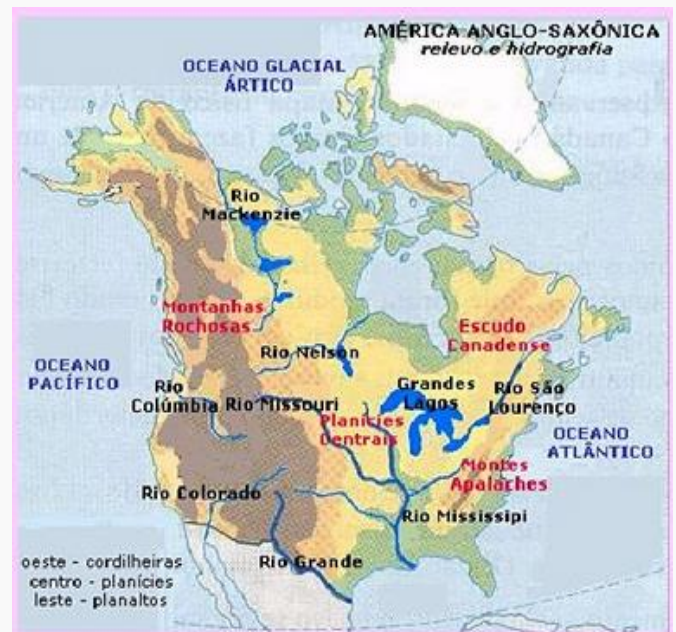 AMÉRICA ANGLO-SAXÔNICA
relevo e hidrografia
OCEANO GLACIAL
ÁRTICO
Rio
Mackenzie
Montanhas
Rochosas
Escudo
Canadense
Rio Nelson
OCEANO
PACÍFICO
Rio
Colúmbia
Rio Missouri
Grandes
Lagos
Rio São
Lourenço
Planícies
Centrais
OCEANO
ATLÂNTICO
Montes
Apalaches
Rio Colorado
Rio Mississipi
Rio Grande
oeste - cordilheiras
centro - planícies
leste - planaltos